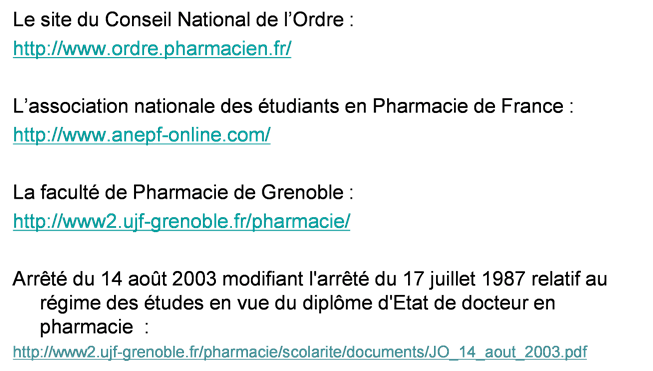 Le site du Conseil National de l’Ordre :
http://www.ordre.pharmacien.fr/
L’association nationale des étudiants en Pharmacie de France :
http://www.anepf-online.com/
La faculté de Pharmacie de Grenoble :
http://www2.ujf-grenoble.fr/pharmacie/
Arrêté du 14 août 2003 modifiant l'arrêté du 17 juillet 1987 relatif au
régime des études en vue du diplôme d'Etat de docteur en
pharmacie :
http://www2.ujf-grenoble.fr/pharmacie/scolarite/documents/JO_14_aout_2003.pdf